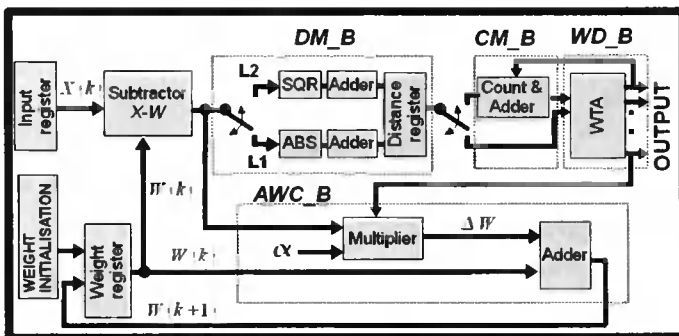 DM_B
CM_B
WD_B
Input
register
X(k)
Subtractor
X-W
L2
SQR
Adder
L1
ABS
Adder
Distance
register
Count &
Adder
WTA
OUTPUT
W(k)
AWC_B
WEIGHT
INITIALISATION
Weight
register
W(k)
α
Multiplier
ΔW
Adder
W(k+1)